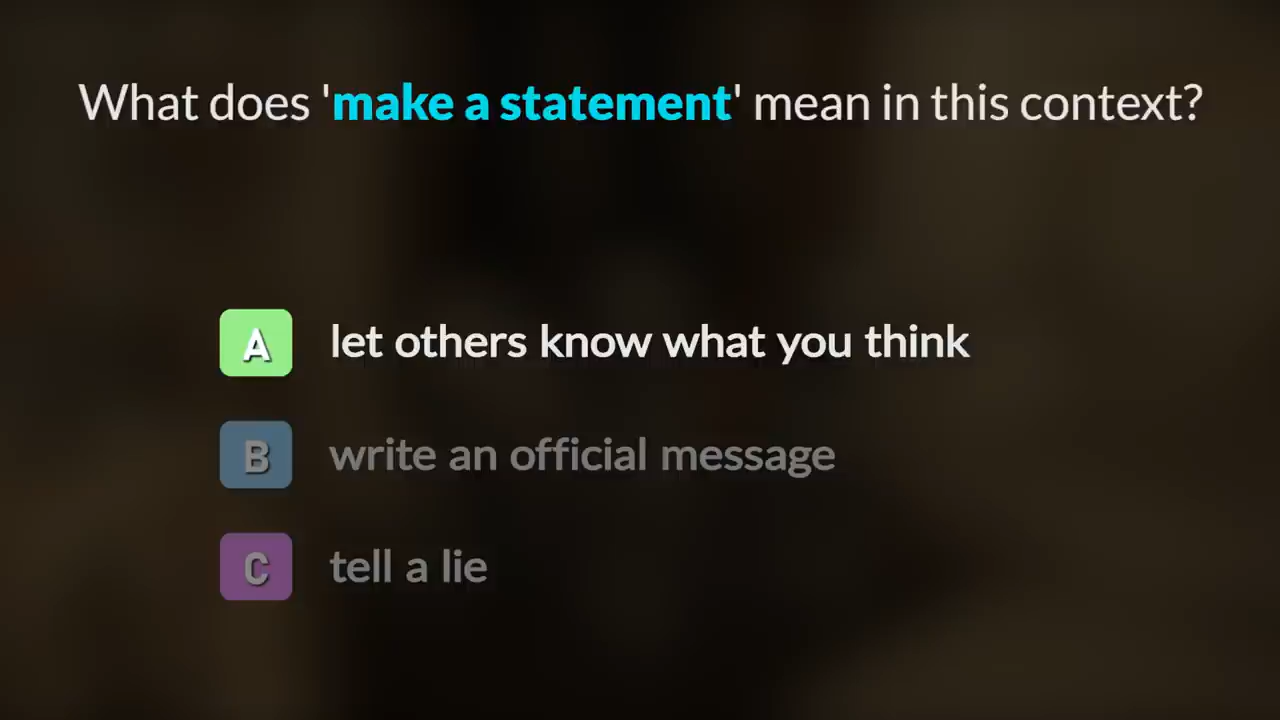 What does 'make a statement' mean in this context?
A let others know what you think
B write an official message
C tell a lie